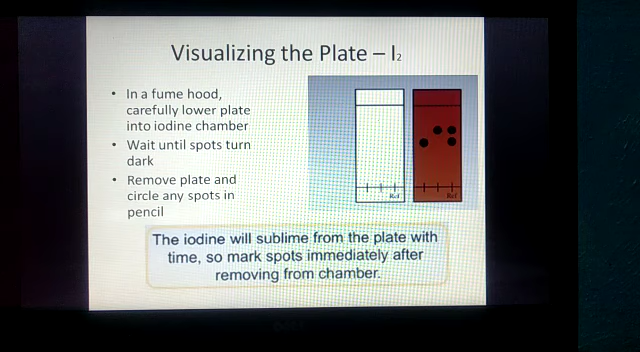 Visualizing the Plate – I₂
• In a fume hood,
carefully lower plate
into iodine chamber
• Wait until spots turn
dark
• Remove plate and
circle any spots in
pencil
Ref
Ref
The iodine will sublime from the plate with
time, so mark spots immediately after
removing from chamber.